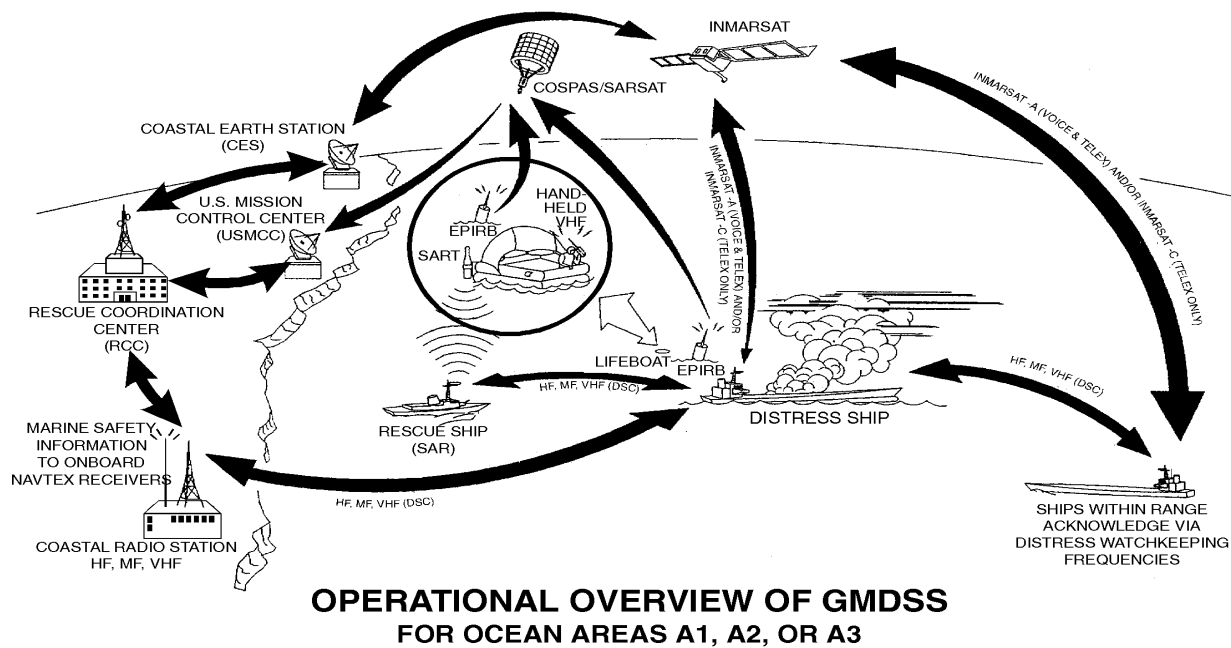 INMARSAT
COSPAS/SARSAT
COASTAL EARTH STATION
(CES)
U.S. MISSION
CONTROL CENTER
(USMCC)
HAND-
HELD
VHF
EPIRB
SART
RESCUE COORDINATION
CENTER
(RCC)
INMARSAT -A (VOICE & TELEX) AND/OR
INMARSAT -C (TELEX ONLY)
INMARSAT -A (VOICE & TELEX) AND/OR INMARSAT -C (TELEX ONLY)
LIFEBOAT
EPIRB
HF, MF, VHF (DSC)
HF, MF, VHF (DSC)
DISTRESS SHIP
RESCUE SHIP
(SAR)
MARINE SAFETY
INFORMATION
TO ONBOARD
NAVTEX RECEIVERS
HF, MF, VHF (DSC)
COASTAL RADIO STATION
HF, MF, VHF
SHIPS WITHIN RANGE
ACKNOWLEDGE VIA
DISTRESS WATCHKEEPING
FREQUENCIES
OPERATIONAL OVERVIEW OF GMDSS
FOR OCEAN AREAS A1, A2, OR A3